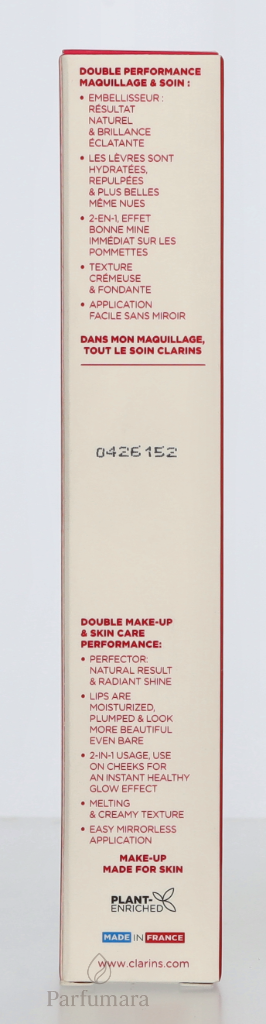 DOUBLE PERFORMANCE
MAQUILLAGE & SOIN :
• EMBELLISSEUR :
RÉSULTAT
NATUREL
& BRILLANCE
ÉCLATANTE
• LES LÈVRES SONT
HYDRATÉES,
REPULPÉES
& PLUS BELLES
MÊME NUES
• 2-EN-1, EFFET
BONNE MINE
IMMÉDIAT SUR LES
POMMETTES
• TEXTURE
CRÉMEUSE
& FONDANTE
• APPLICATION
FACILE SANS MIROIR
DANS MON MAQUILLAGE,
TOUT LE SOIN CLARINS
0426152
DOUBLE MAKE-UP
& SKIN CARE
PERFORMANCE:
• PERFECTOR:
NATURAL RESULT
& RADIANT SHINE
• LIPS ARE
MOISTURIZED,
PLUMPED & LOOK
MORE BEAUTIFUL
EVEN BARE
• 2-IN-1 USAGE, USE
ON CHEEKS FOR
AN INSTANT HEALTHY
GLOW EFFECT
• MELTING
& CREAMY TEXTURE
• EASY MIRRORLESS
APPLICATION
MAKE-UP
MADE FOR SKIN
PLANT-
ENRICHED
MADE IN FRANCE
www.clarins.com
Parfumara